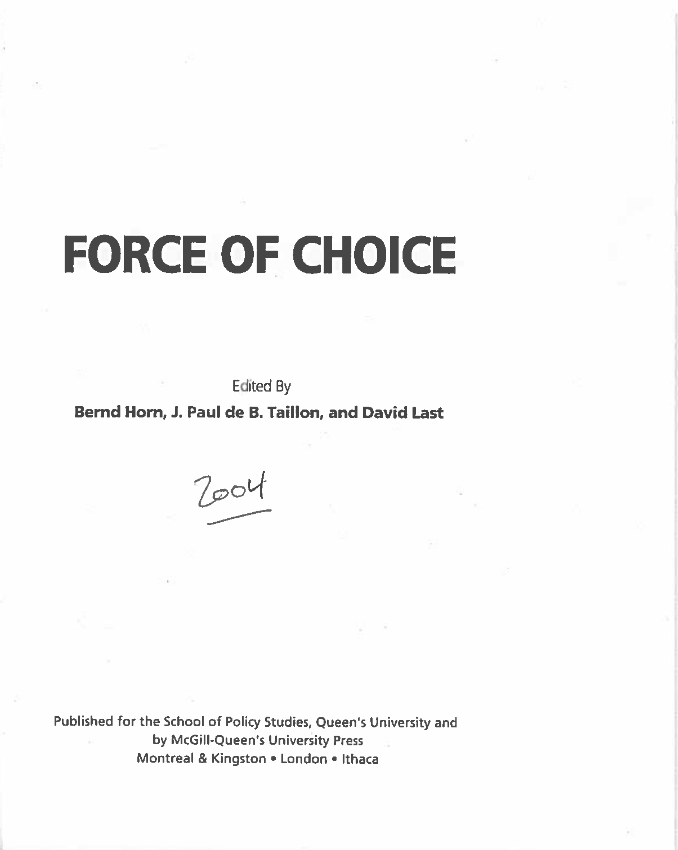 FORCE OF CHOICE
Edited By
Bernd Horn, J. Paul de B. Taillon, and David Last
2004
Published for the School of Policy Studies, Queen's University and
by McGill-Queen's University Press
Montreal & Kingston • London • Ithaca